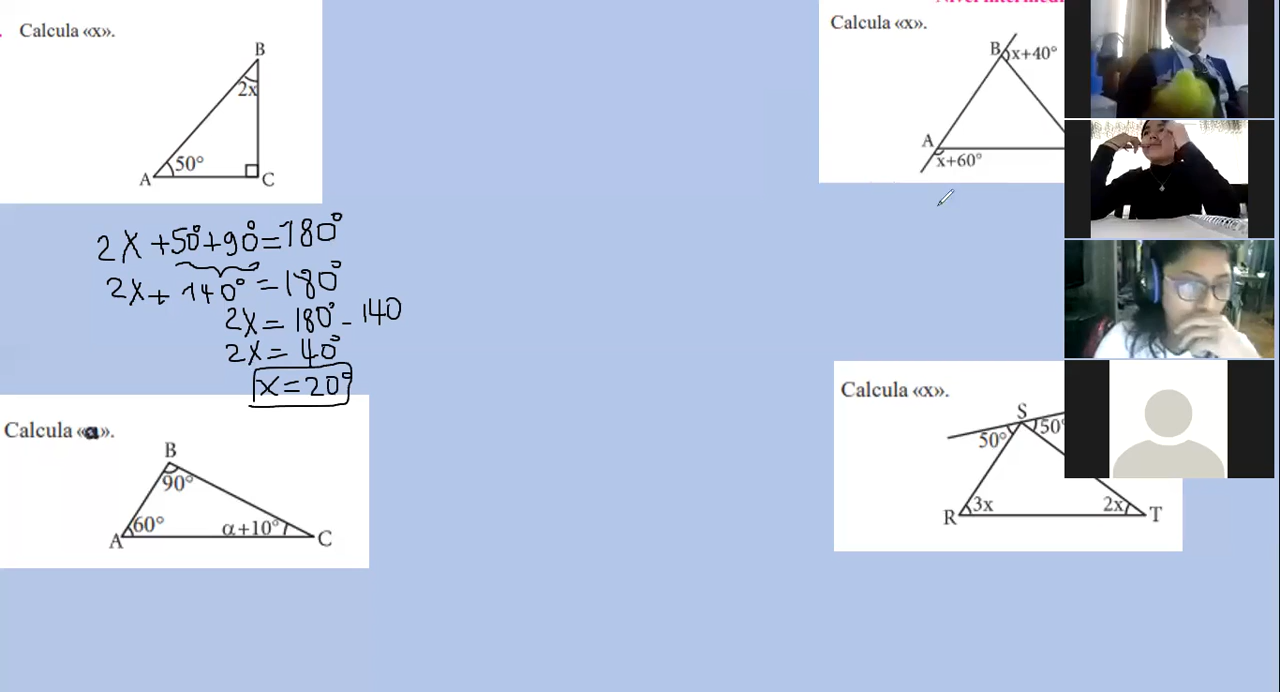 Calcula «x».
B
2x
50°
A
C
2x+50°+90°=180°
2x+140°=180°
2x=180°-140
2x=40°
x=20°
Calcula «a».
B
90°
60°
α+10°
A
C
Calcula «x».
B
x+40°
A
x+60°
Calcula «x».
S
50°
50°
3x
2x
R
T